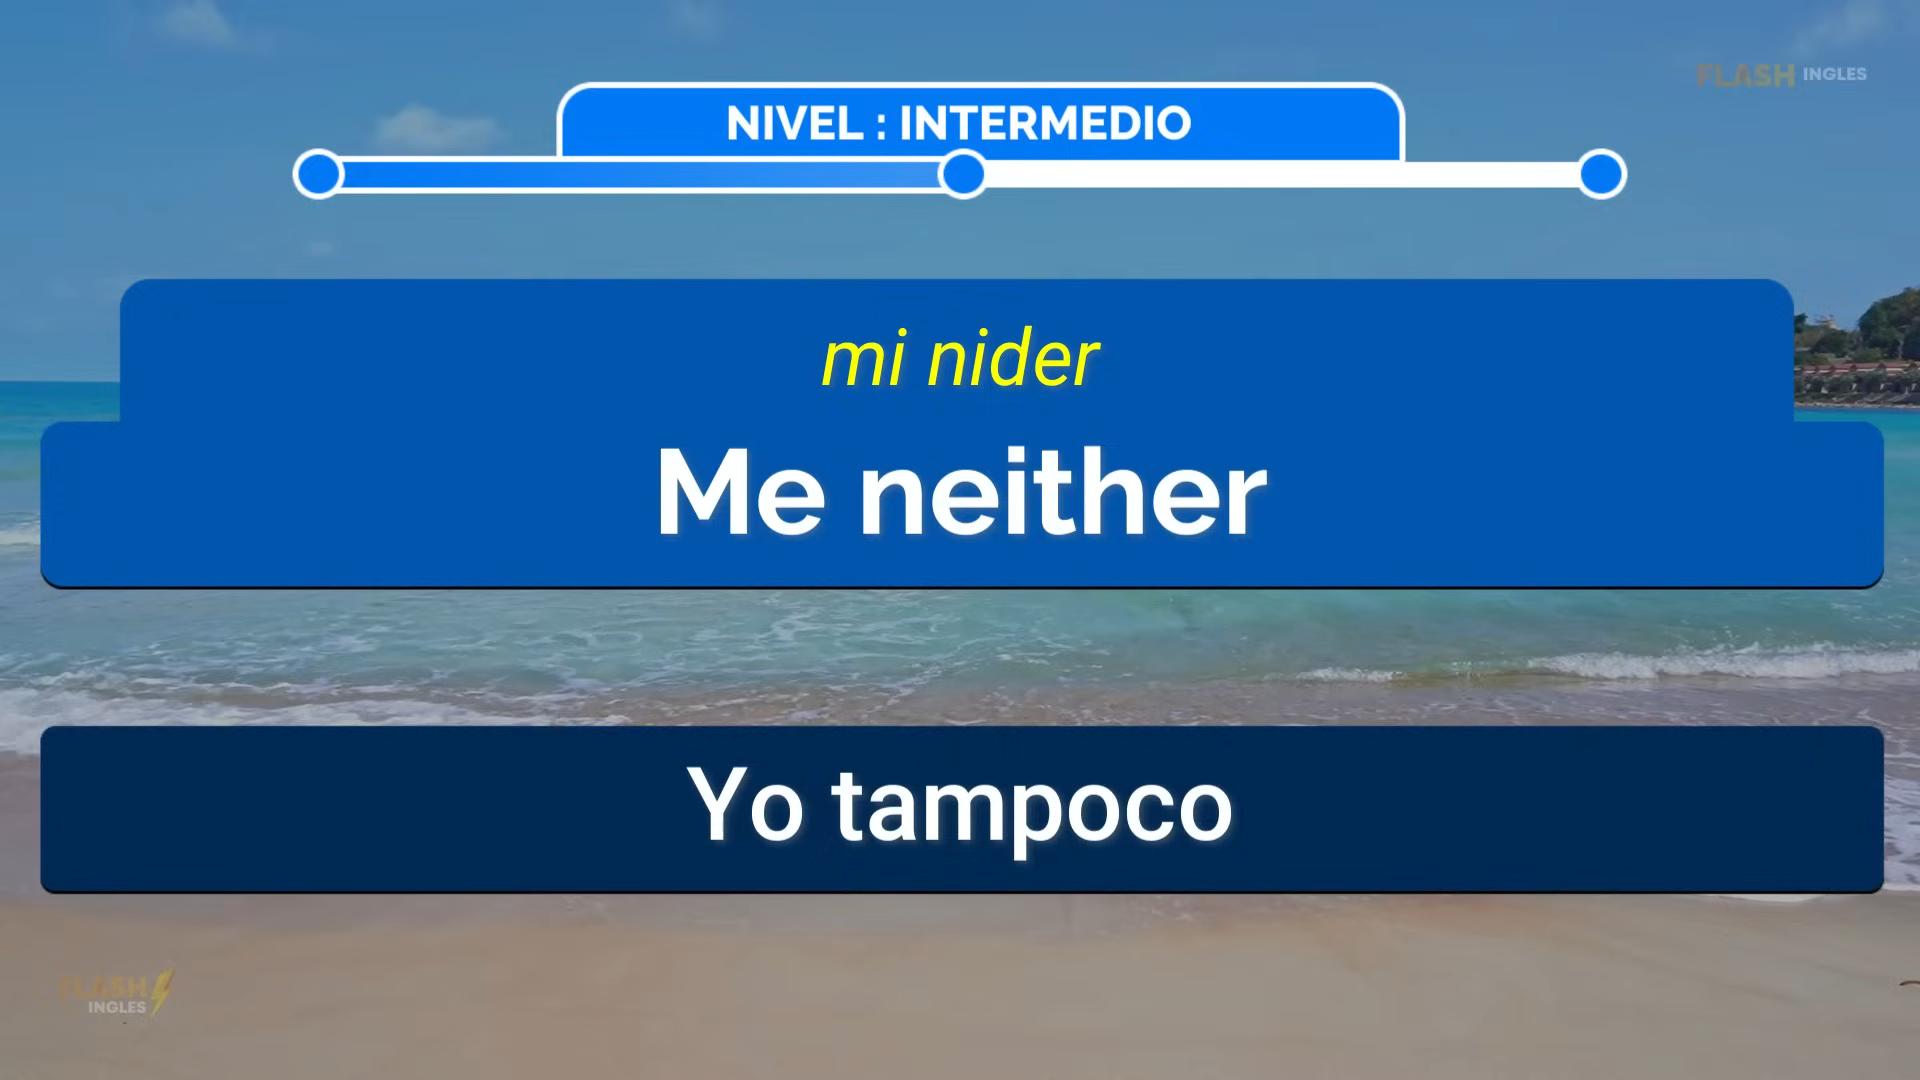 FLASH INGLES
NIVEL : INTERMEDIO
mi nider
Me neither
Yo tampoco
FLASH
INGLES